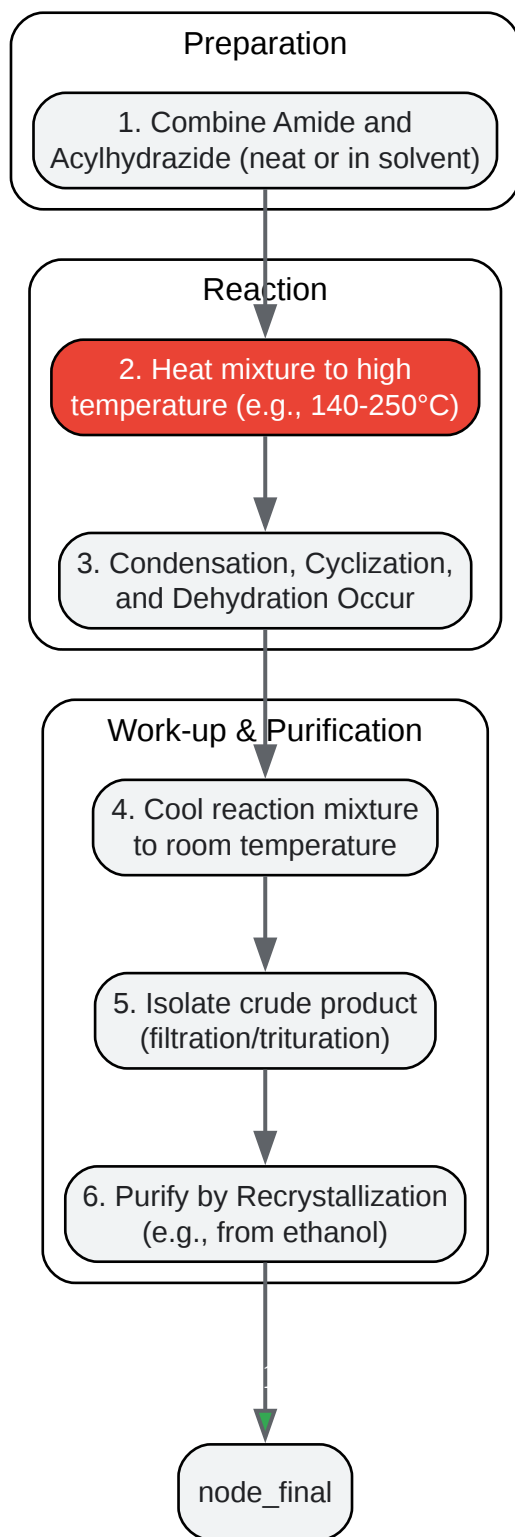 Preparation
1. Combine Amide and
Acylhydrazide (neat or in solvent)
Reaction
2. Heat mixture to high
temperature (e.g., 140-250°C)
3. Condensation, Cyclization,
and Dehydration Occur
Work-up & Purification
4. Cool reaction mixture
to room temperature
5. Isolate crude product
(filtration/trituration)
6. Purify by Recrystallization
(e.g., from ethanol)
node_final